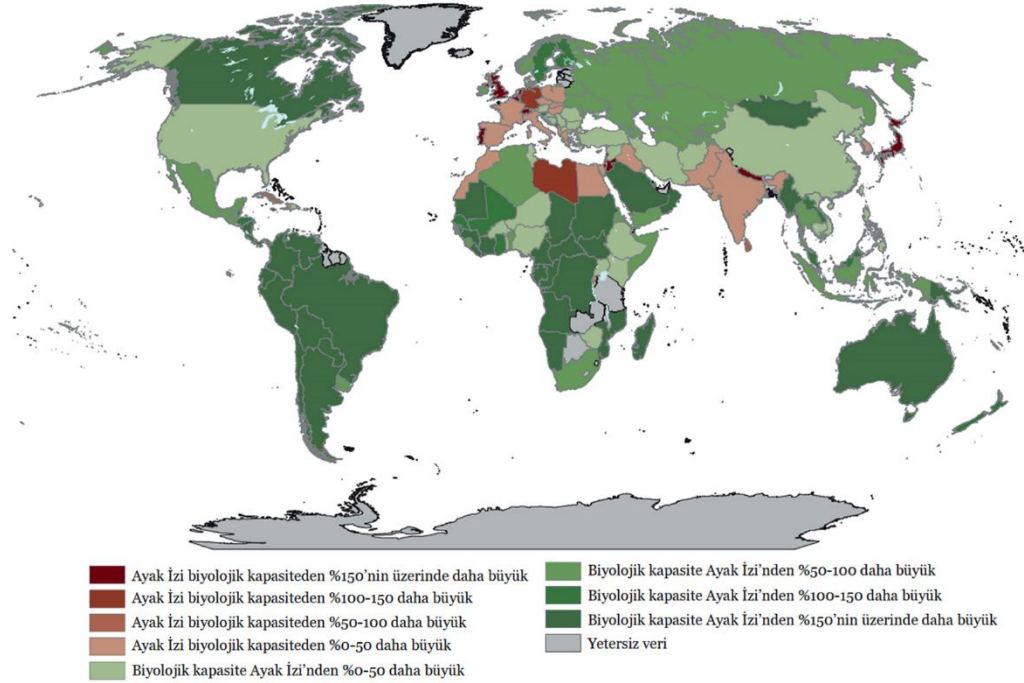 Ayak İzi biyolojik kapasiteden %150'nin üzerinde daha büyük
Ayak İzi biyolojik kapasiteden %100-150 daha büyük
Ayak İzi biyolojik kapasiteden %50-100 daha büyük
Ayak İzi biyolojik kapasiteden %0-50 daha büyük
Biyolojik kapasite Ayak İzi'nden %0-50 daha büyük
Biyolojik kapasite Ayak İzi'nden %50-100 daha büyük
Biyolojik kapasite Ayak İzi'nden %100-150 daha büyük
Biyolojik kapasite Ayak İzi'nden %150'nin üzerinde daha büyük
Yetersiz veri